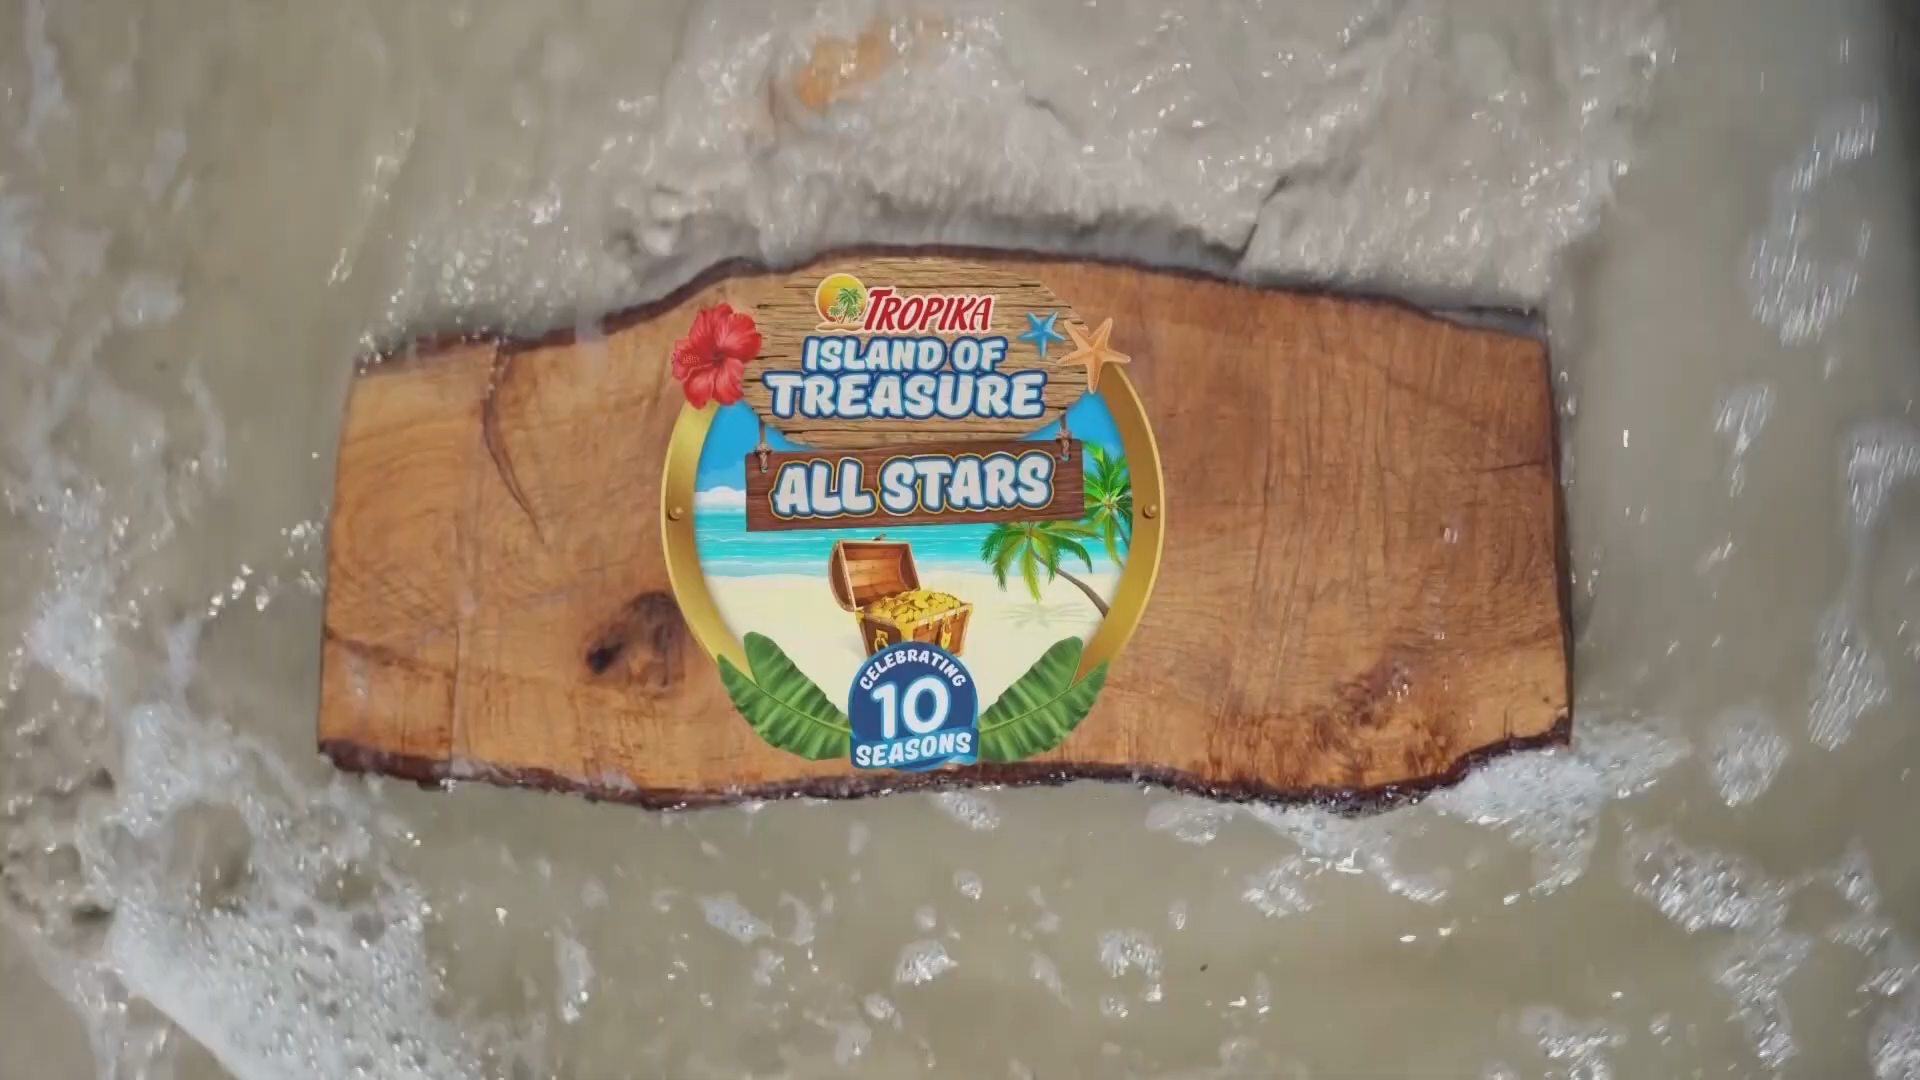 TROPIKA
ISLAND OF
TREASURE
ALL STARS
CELEBRATING
10
SEASONS